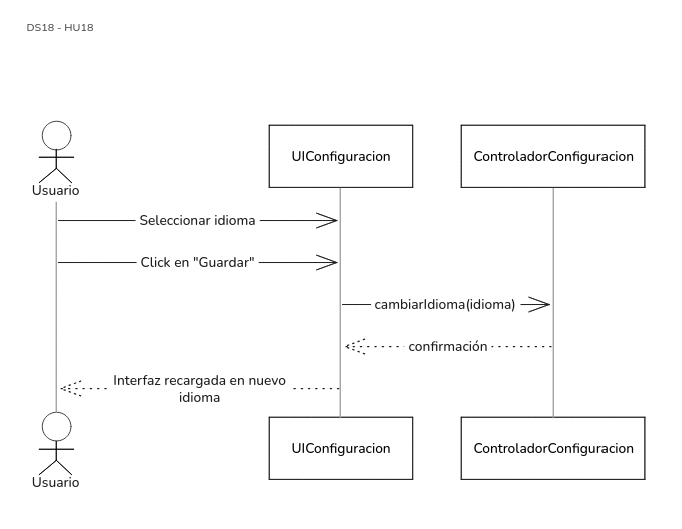 DS18 - HU18
UIConfiguracion
ControladorConfiguracion
Usuario
Seleccionar idioma
Click en "Guardar"
cambiarIdioma(idioma)
confirmación
Interfaz recargada en nuevo
idioma
UIConfiguracion
ControladorConfiguracion
Usuario